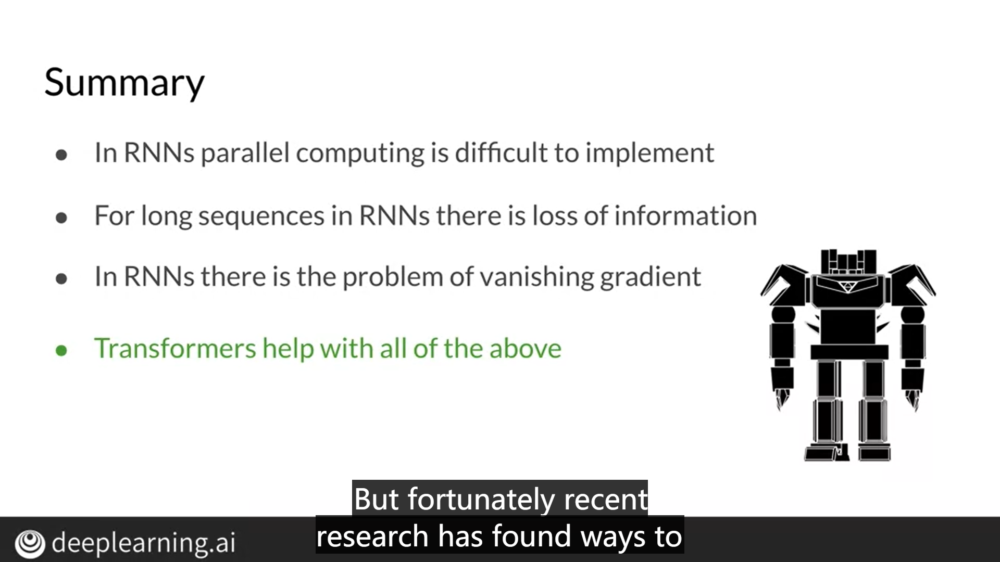 Summary
● In RNNs parallel computing is difficult to implement
● For long sequences in RNNs there is loss of information
● In RNNs there is the problem of vanishing gradient
● Transformers help with all of the above
But fortunately recent
research has found ways to
deeplearning.ai